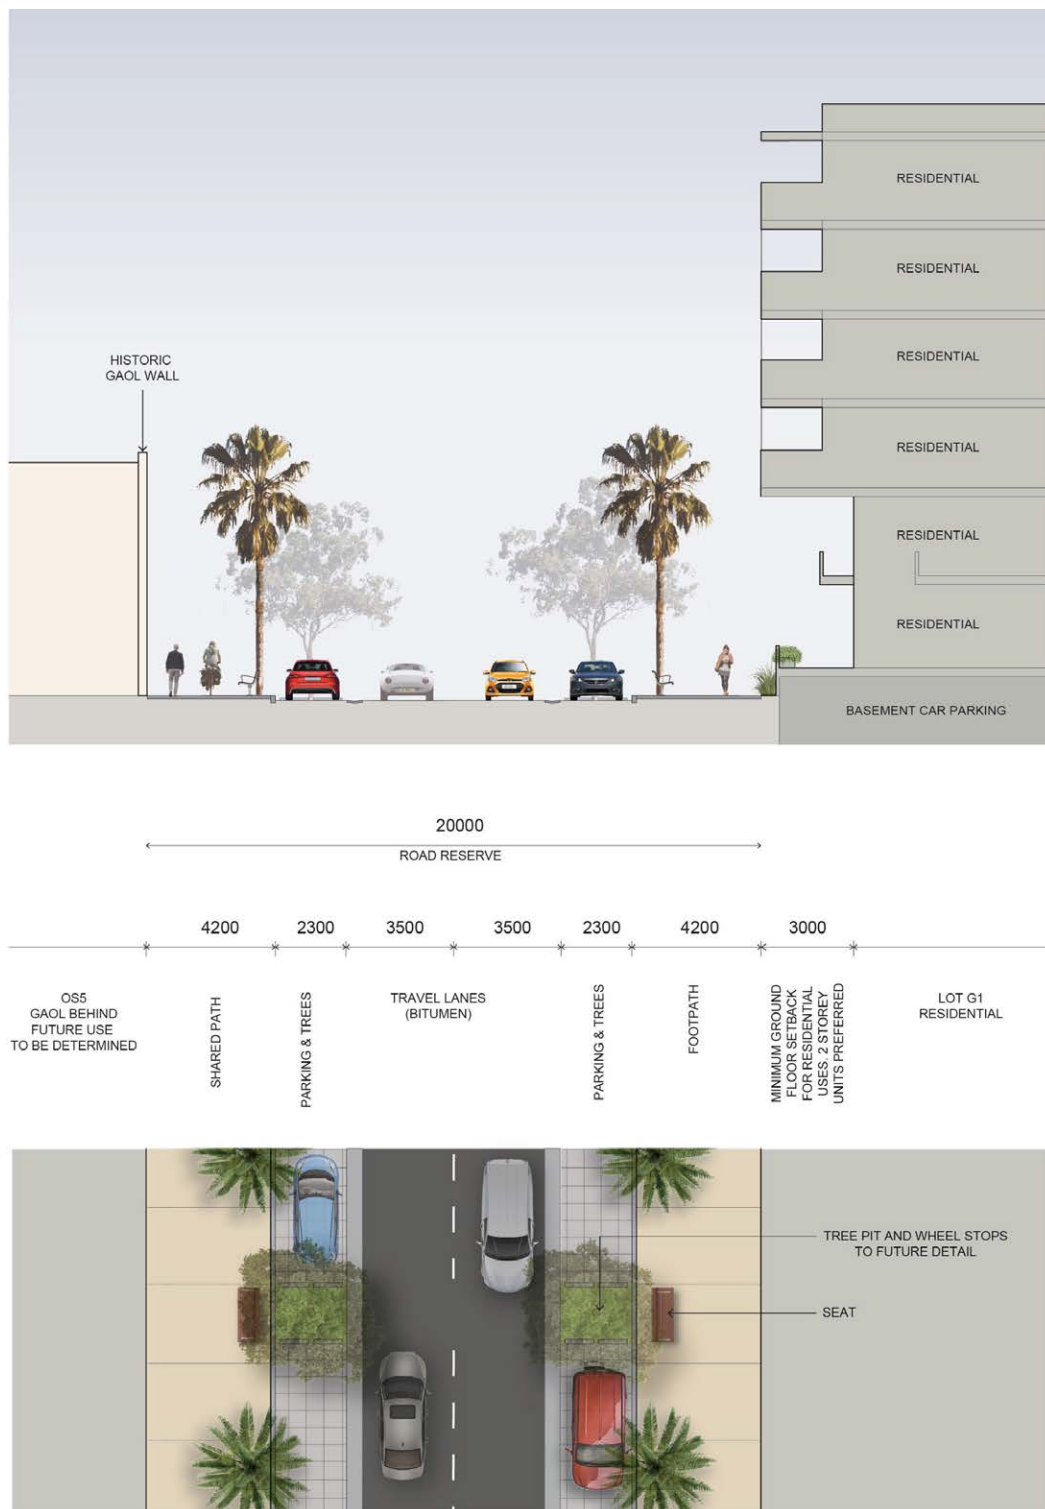 RESIDENTIAL
RESIDENTIAL
HISTORIC
GAOL WALL
RESIDENTIAL
RESIDENTIAL
RESIDENTIAL
RESIDENTIAL
BASEMENT CAR PARKING
20000
ROAD RESERVE
4200 2300 3500 3500 2300 4200 3000
OS5
GAOL BEHIND
FUTURE USE
TO BE DETERMINED
SHARED PATH
PARKING & TREES
TRAVEL LANES
(BITUMEN)
PARKING & TREES
FOOTPATH
MINIMUM GROUND
FLOOR SETBACK
FOR RESIDENTIAL
USES. 2 STOREY
UNITS PREFERRED
LOT G1
RESIDENTIAL
TREE PIT AND WHEEL STOPS
TO FUTURE DETAIL
SEAT